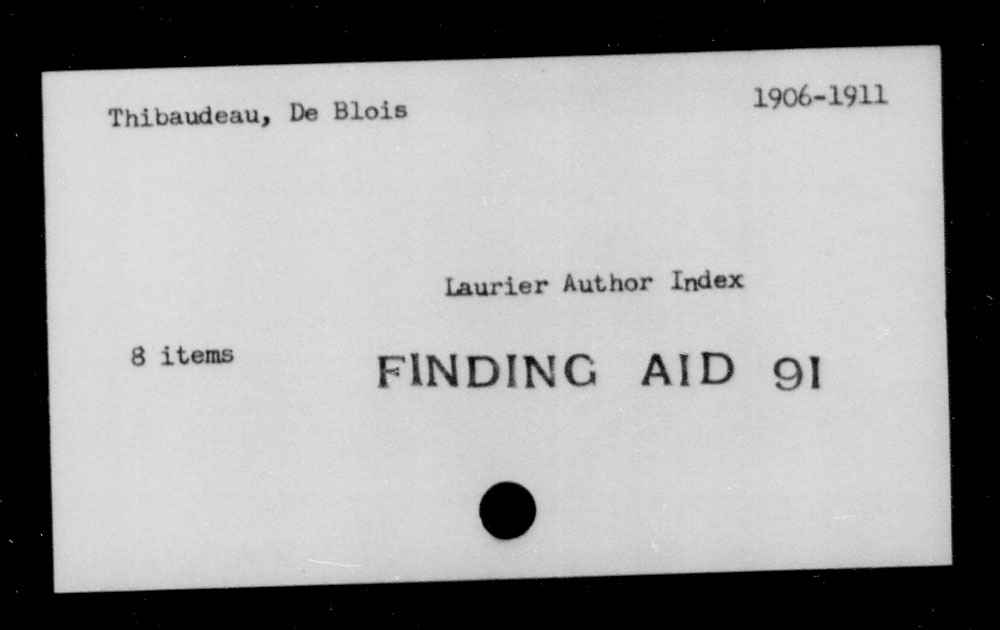 Thibaudeau, De Blois 1906-1911
Laurier Author Index
8 items
FINDING AID 91